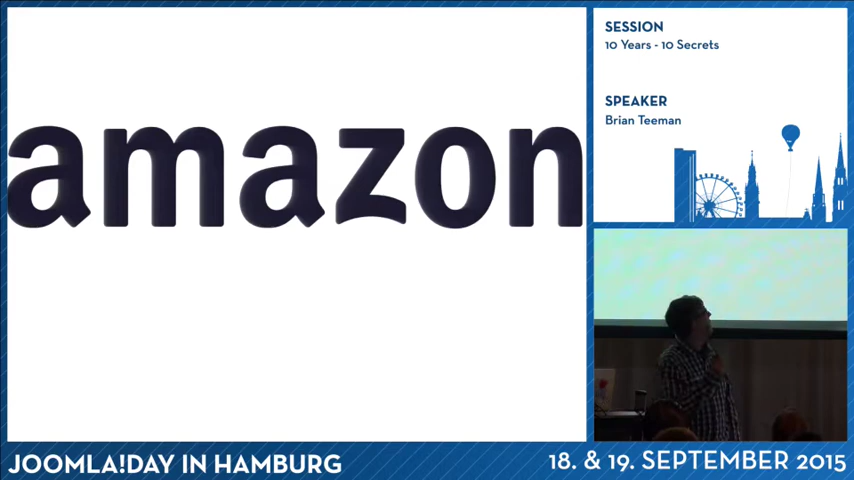 amazon
SESSION
10 Years - 10 Secrets
SPEAKER
Brian Teeman
JOOMLA!DAY IN HAMBURG
18. & 19. SEPTEMBER 2015